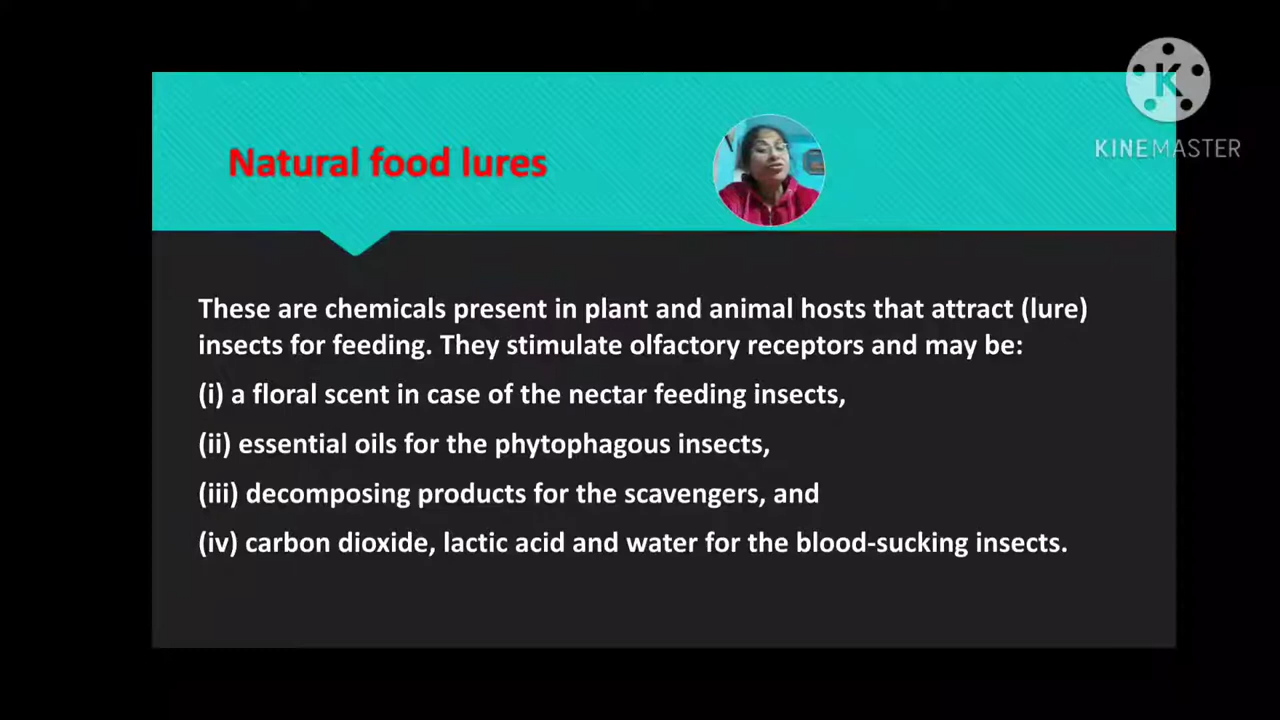 KINEMASTER
Natural food lures
These are chemicals present in plant and animal hosts that attract (lure)
insects for feeding. They stimulate olfactory receptors and may be:
(i) a floral scent in case of the nectar feeding insects,
(ii) essential oils for the phytophagous insects,
(iii) decomposing products for the scavengers, and
(iv) carbon dioxide, lactic acid and water for the blood-sucking insects.